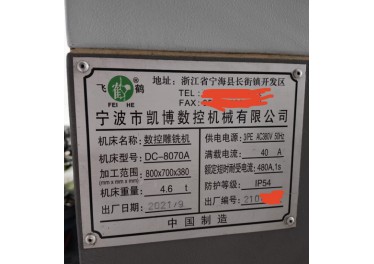 飞 鹤 ®
FEI HE
地址:浙江省宁海县长街镇开发区
TEL:
FAX:
宁波市凯博数控机械有限公司
机床名称: 数控雕铣机 供电电源: 3PE AC380V 50Hz
机床型号: DC-8070A 满载电流: 40 A
加工范围: 800x700x380 额定短时耐受电流: 480A,1s
(mm x mm x mm)
机床重量: 4.6 t 防护等级: IP54
出厂日期: 2021/9 出厂编号: 210
中国制造